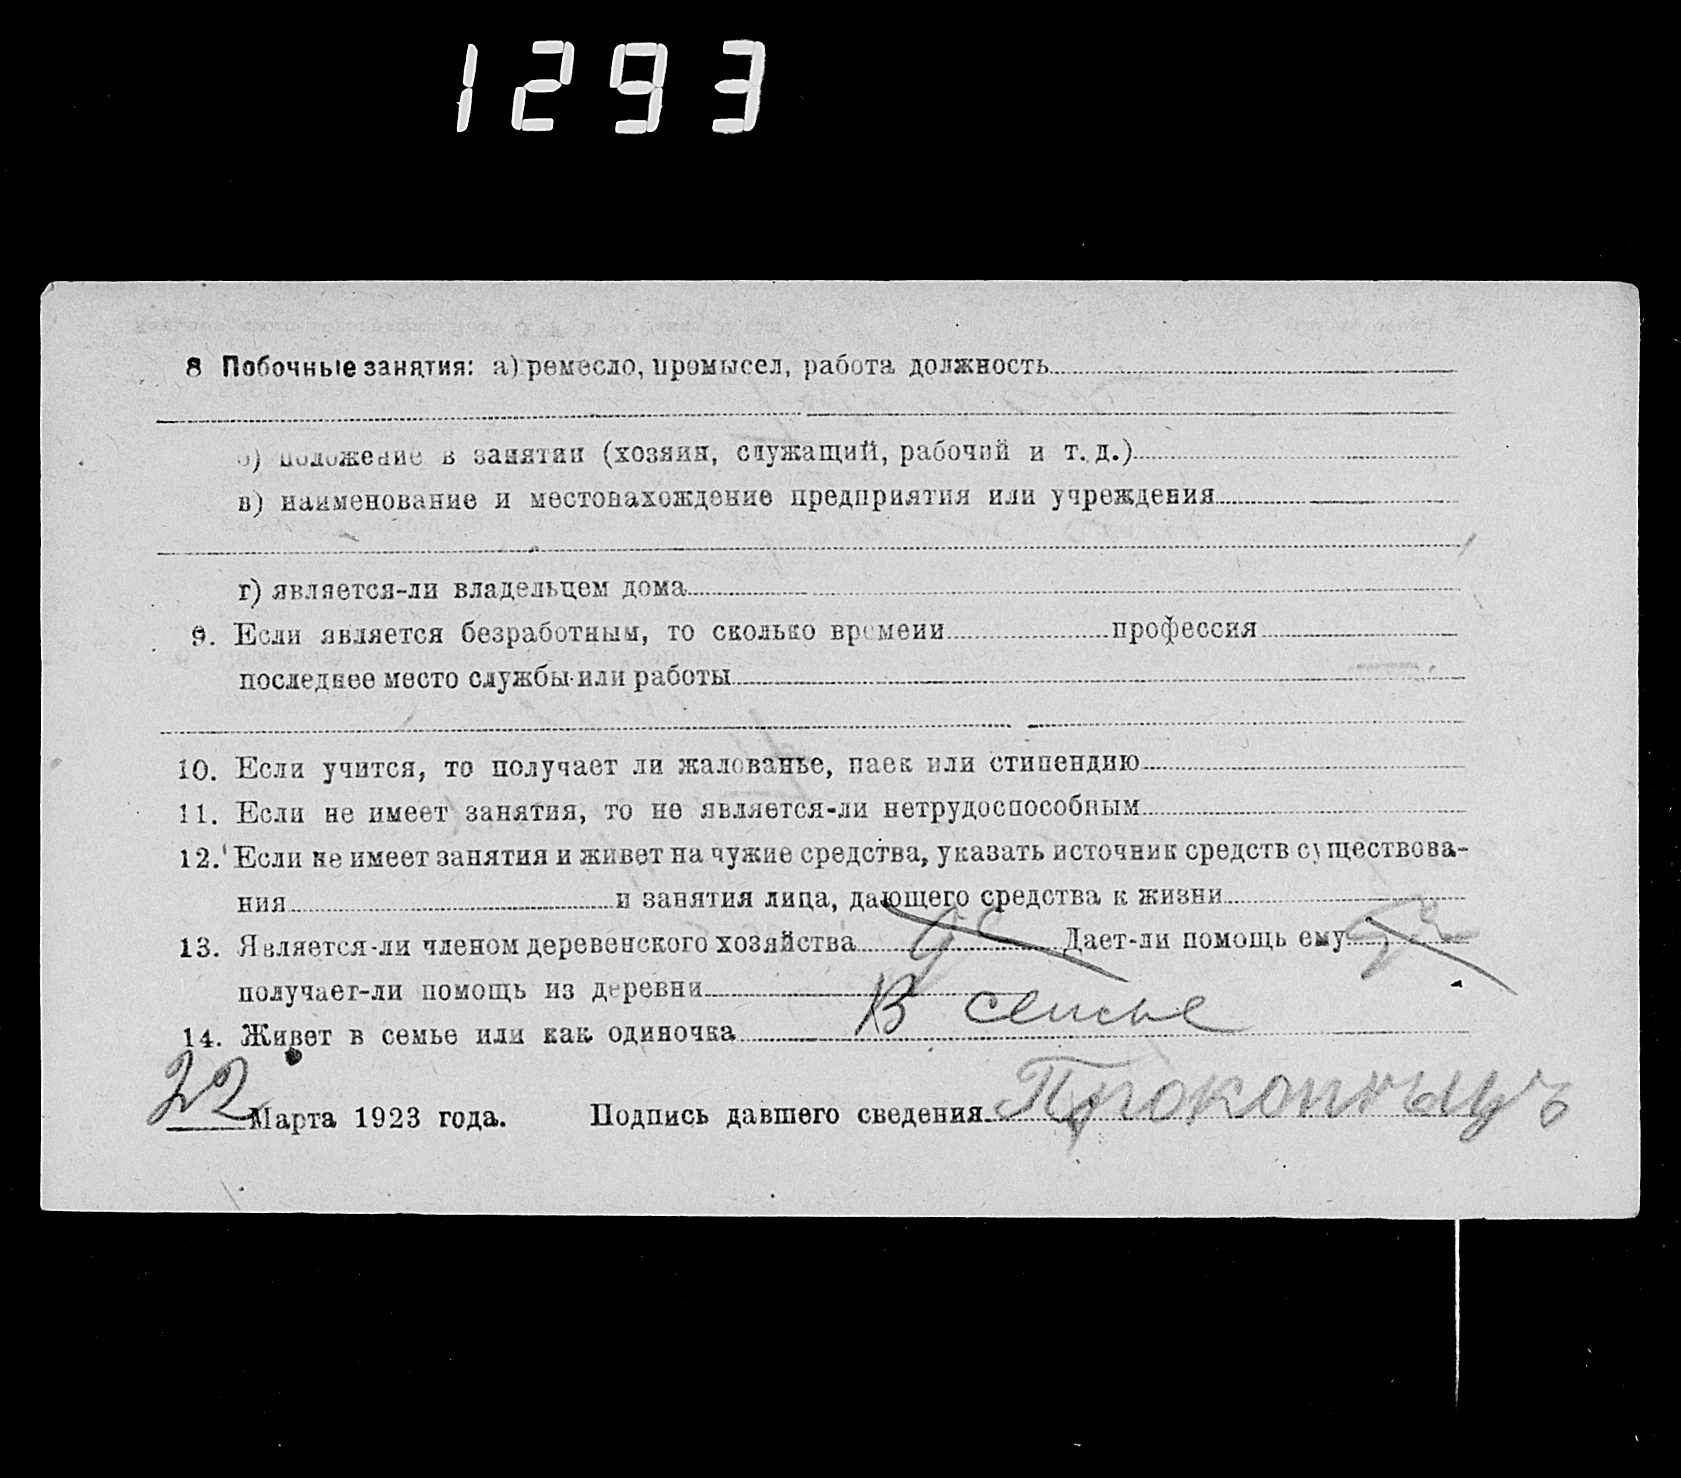 1293
8 Побочные занятия: а) ремесло, промысел, работа должность
б) положение в занятии (хозяин, служащий, рабочий и т. д.)
в) наименование и местонахождение предприятия или учреждения
г) является-ли владельцем дома
9. Если является безработным, то сколько времени профессия
последнее место службы или работы
10. Если учится, то получает ли жалованье, паек или стипендию
11. Если не имеет занятия, то не является-ли нетрудоспособным
12. Если не имеет занятия и живет на чужие средства, указать источник средств существова-
ния и занятия лица, дающего средства к жизни
13. Является-ли членом деревенского хозяйства Дает-ли помощь ему
получает-ли помощь из деревни
14. Живет в семье или как одиночка В семье
22 Марта 1923 года. Подпись давшего сведения